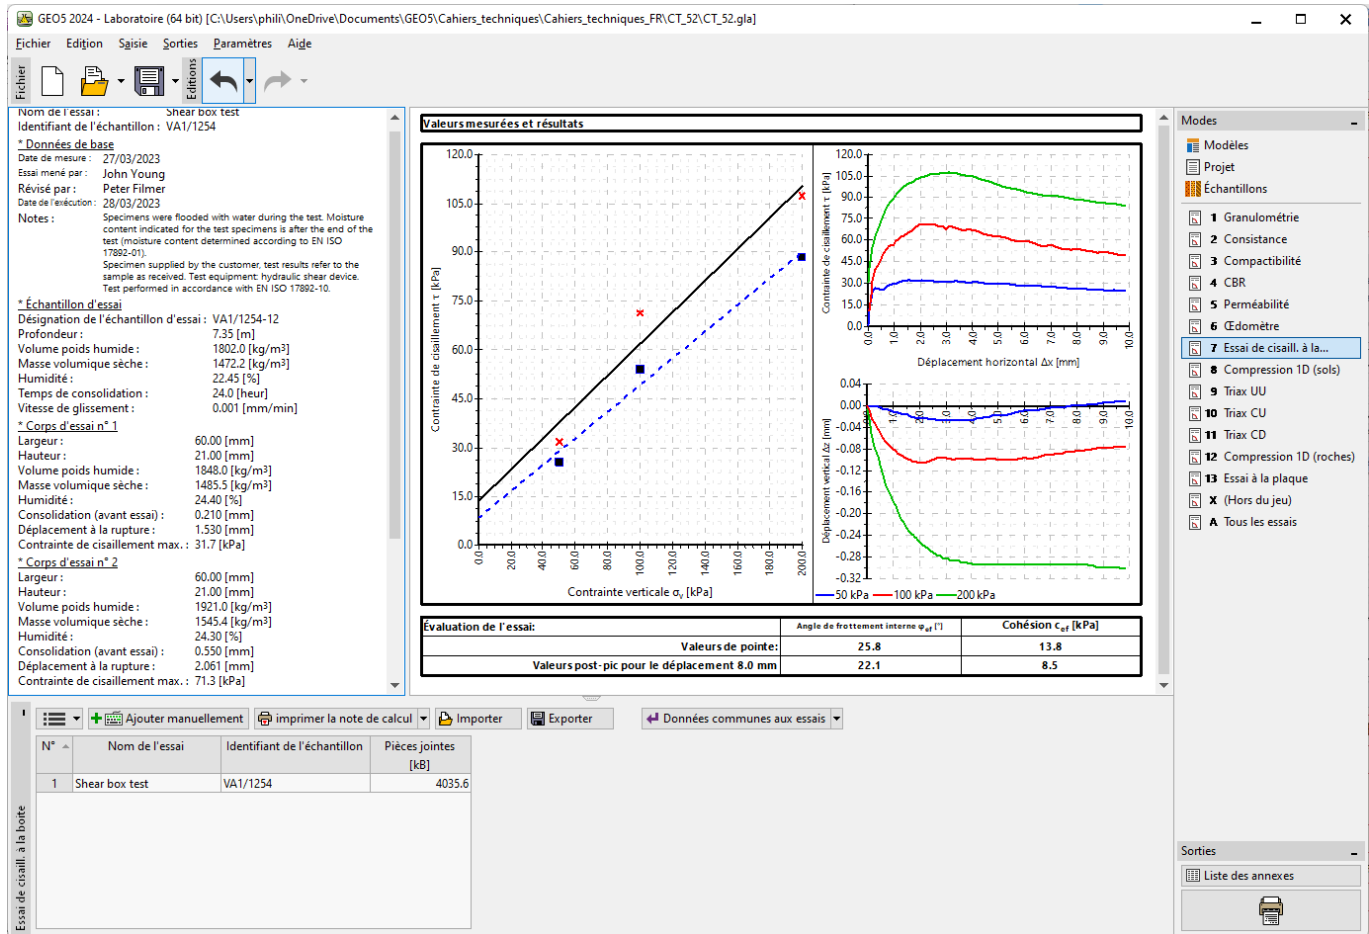 GEO5 2024 - Laboratoire (64 bit) [C:\Users\phili\OneDrive\Documents\GEO5\Cahiers_techniques\Cahiers_techniques_FR\CT_52\CT_52.gla]
Fichier Edition Saisie Sorties Paramètres Aide
Fichier
Editions
Nom de l'essai : Shear box test
Identifiant de l'échantillon : VA1/1254
* Données de base
Date de mesure : 27/03/2023
Essai mené par : John Young
Révisé par : Peter Filmer
Date de l'exécution : 28/03/2023
Notes : Specimens were flooded with water during the test. Moisture
content indicated for the test specimens is after the end of the
test (moisture content determined according to EN ISO
17892-01).
Specimen supplied by the customer, test results refer to the
sample as received. Test equipment: hydraulic shear device.
Test performed in accordance with EN ISO 17892-10.
* Échantillon d'essai
Désignation de l'échantillon d'essai : VA1/1254-12
Profondeur : 7.35 [m]
Volume poids humide : 1802.0 [kg/m³]
Masse volumique sèche : 1472.2 [kg/m³]
Humidité : 22.45 [%]
Temps de consolidation : 24.0 [heur]
Vitesse de glissement : 0.001 [mm/min]
* Corps d'essai n° 1
Largeur : 60.00 [mm]
Hauteur : 21.00 [mm]
Volume poids humide : 1848.0 [kg/m³]
Masse volumique sèche : 1485.5 [kg/m³]
Humidité : 24.40 [%]
Consolidation (avant essai) : 0.210 [mm]
Déplacement à la rupture : 1.530 [mm]
Contrainte de cisaillement max. : 31.7 [kPa]
* Corps d'essai n° 2
Largeur : 60.00 [mm]
Hauteur : 21.00 [mm]
Volume poids humide : 1921.0 [kg/m³]
Masse volumique sèche : 1545.4 [kg/m³]
Humidité : 24.30 [%]
Consolidation (avant essai) : 0.550 [mm]
Déplacement à la rupture : 2.061 [mm]
Contrainte de cisaillement max. : 71.3 [kPa]
Valeurs mesurées et résultats
Contrainte de cisaillement τ [kPa]
120.0
105.0
90.0
75.0
60.0
45.0
30.0
15.0
0.0
0.0 20.0 40.0 60.0 80.0 100.0 120.0 140.0 160.0 180.0 200.0
Contrainte verticale σv [kPa]
Contrainte de cisaillement τ [kPa]
120.0
105.0
90.0
75.0
60.0
45.0
30.0
15.0
0.0
0.0 1.0 2.0 3.0 4.0 5.0 6.0 7.0 8.0 9.0 10.0
Déplacement horizontal Δx [mm]
Déplacement vertical Δz [mm]
0.04
0.00
-0.04
-0.08
-0.12
-0.16
-0.20
-0.24
-0.28
-0.32
0.0 1.0 2.0 3.0 4.0 5.0 6.0 7.0 8.0 9.0 10.0
50 kPa 100 kPa 200 kPa
Évaluation de l'essai: Angle de frottement interne φef [°] Cohésion cef [kPa]
Valeurs de pointe: 25.8 13.8
Valeurs post-pic pour le déplacement 8.0 mm 22.1 8.5
Modes
Modèles
Projet
Échantillons
1 Granulométrie
2 Consistance
3 Compactibilité
4 CBR
5 Perméabilité
6 Œdomètre
7 Essai de cisaill. à la...
8 Compression 1D (sols)
9 Triax UU
10 Triax CU
11 Triax CD
12 Compression 1D (roches)
13 Essai à la plaque
X (Hors du jeu)
A Tous les essais
Sorties
Liste des annexes
Ajouter manuellement imprimer la note de calcul Importer Exporter Données communes aux essais
N° Nom de l'essai Identifiant de l'échantillon Pièces jointes
[kB]
1 Shear box test VA1/1254 4035.6
Essai de cisaill. à la boîte